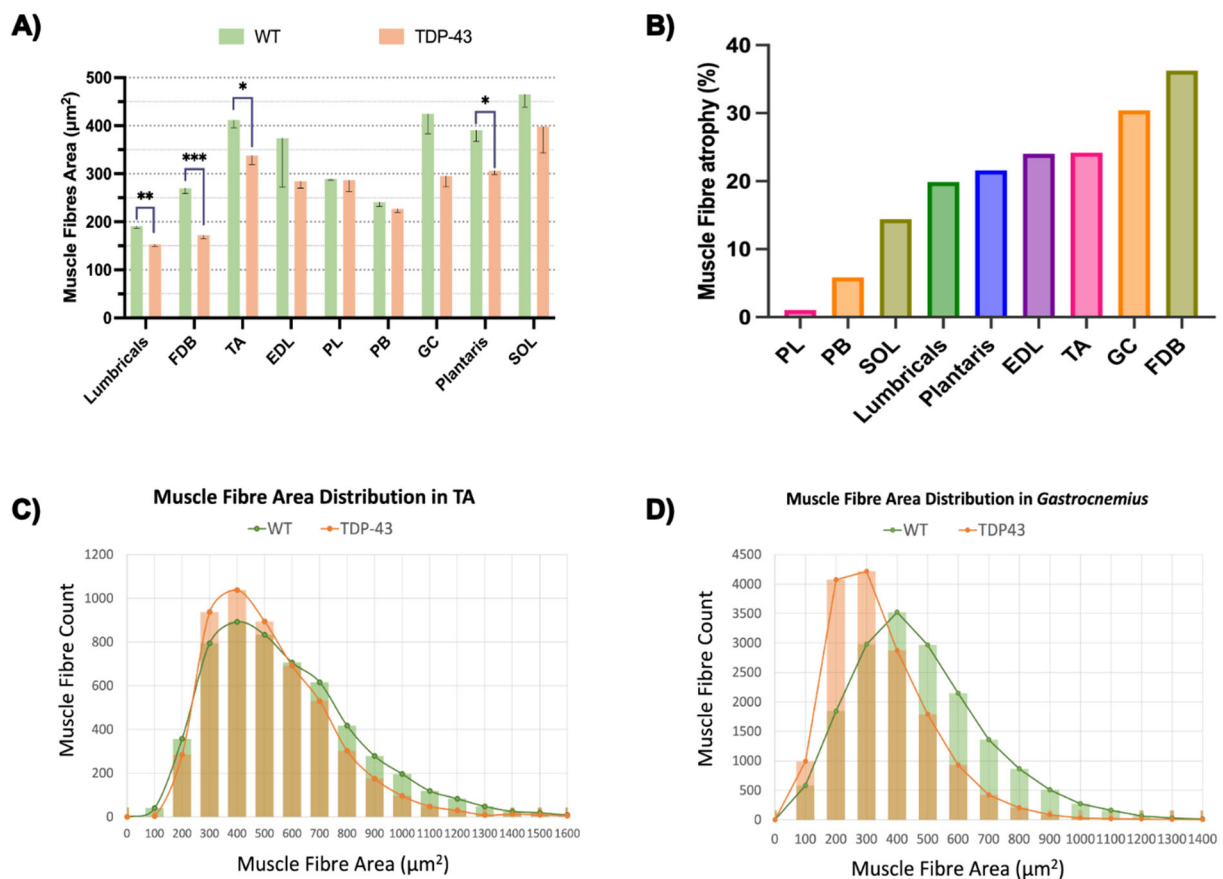 A)
WT TDP-43
Muscle Fibres Area (µm²)
500
400
300
200
100
0
** *** * *
Lumbricals FDB TA EDL PL PB GC Plantaris SOL
B)
Muscle Fibre atrophy (%)
40
30
20
10
0
PL PB SOL Lumbricals Plantaris EDL TA GC FDB
C)
Muscle Fibre Area Distribution in TA
WT TDP-43
Muscle Fibre Count
1200
1000
800
600
400
200
0
0 100 200 300 400 500 600 700 800 900 1000 1100 1200 1300 1400 1500 1600
Muscle Fibre Area (µm²)
D)
Muscle Fibre Area Distribution in Gastrocnemius
WT TDP43
Muscle Fibre Count
4500
4000
3500
3000
2500
2000
1500
1000
500
0
0 100 200 300 400 500 600 700 800 900 1000 1100 1200 1300 1400
Muscle Fibre Area (µm²)